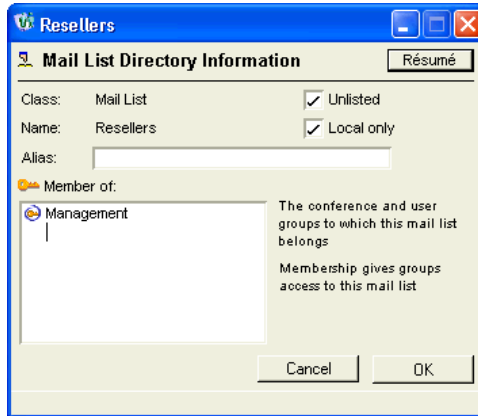 Resellers
Mail List Directory Information
Résumé
Class: Mail List
Unlisted
Name: Resellers
Local only
Alias:
Member of:
Management
The conference and user
groups to which this mail list
belongs
Membership gives groups
access to this mail list
Cancel
OK